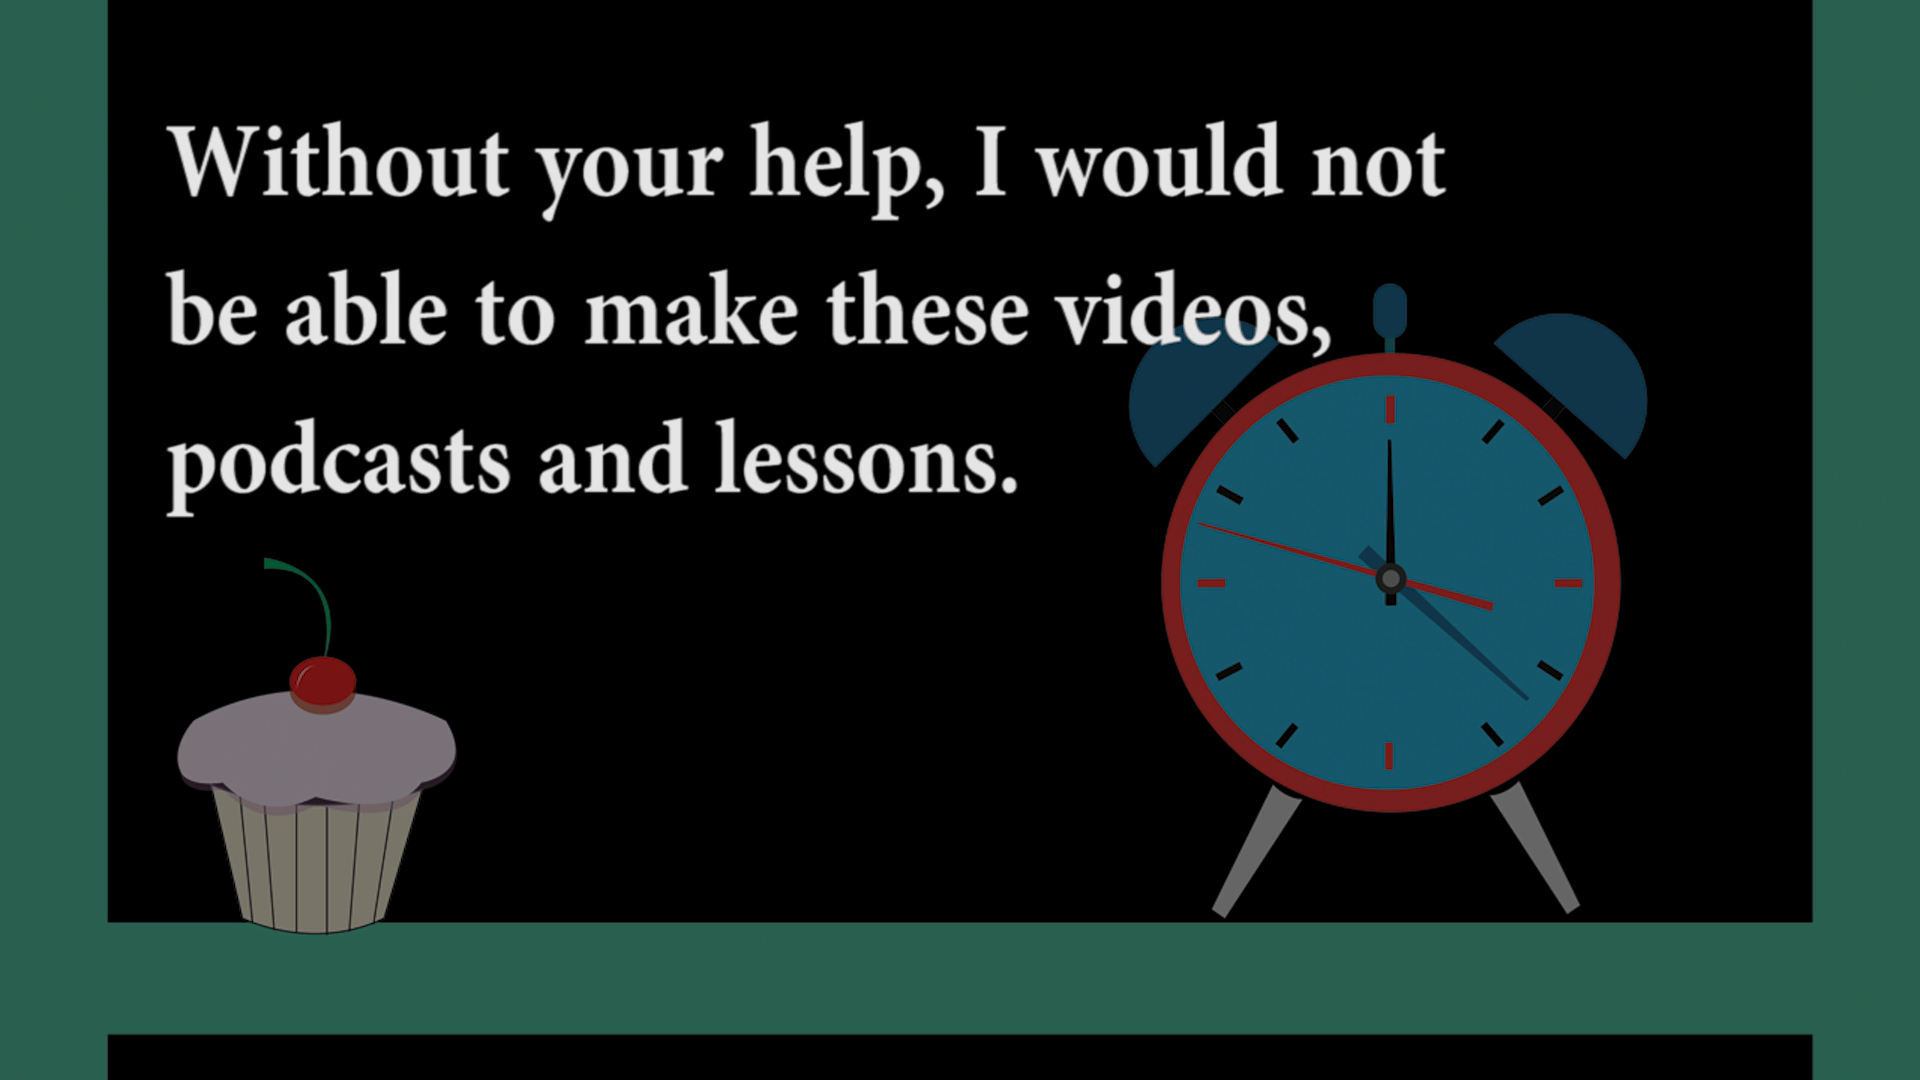 Without your help, I would not
be able to make these videos,
podcasts and lessons.